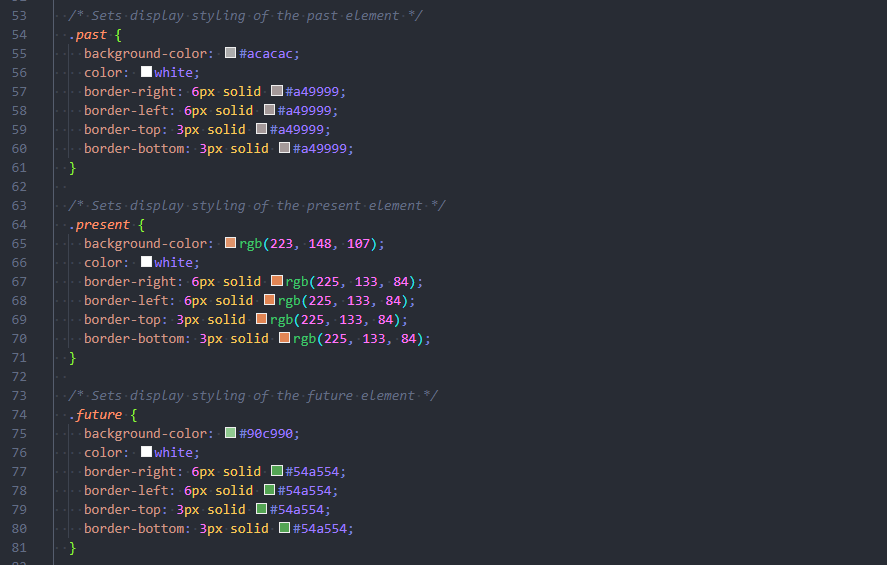 53 /* Sets display styling of the past element */
54 .past {
55 background-color: #acacac;
56 color: white;
57 border-right: 6px solid #a49999;
58 border-left: 6px solid #a49999;
59 border-top: 3px solid #a49999;
60 border-bottom: 3px solid #a49999;
61 }
62
63 /* Sets display styling of the present element */
64 .present {
65 background-color: rgb(223, 148, 107);
66 color: white;
67 border-right: 6px solid rgb(225, 133, 84);
68 border-left: 6px solid rgb(225, 133, 84);
69 border-top: 3px solid rgb(225, 133, 84);
70 border-bottom: 3px solid rgb(225, 133, 84);
71 }
72
73 /* Sets display styling of the future element */
74 .future {
75 background-color: #90c990;
76 color: white;
77 border-right: 6px solid #54a554;
78 border-left: 6px solid #54a554;
79 border-top: 3px solid #54a554;
80 border-bottom: 3px solid #54a554;
81 }